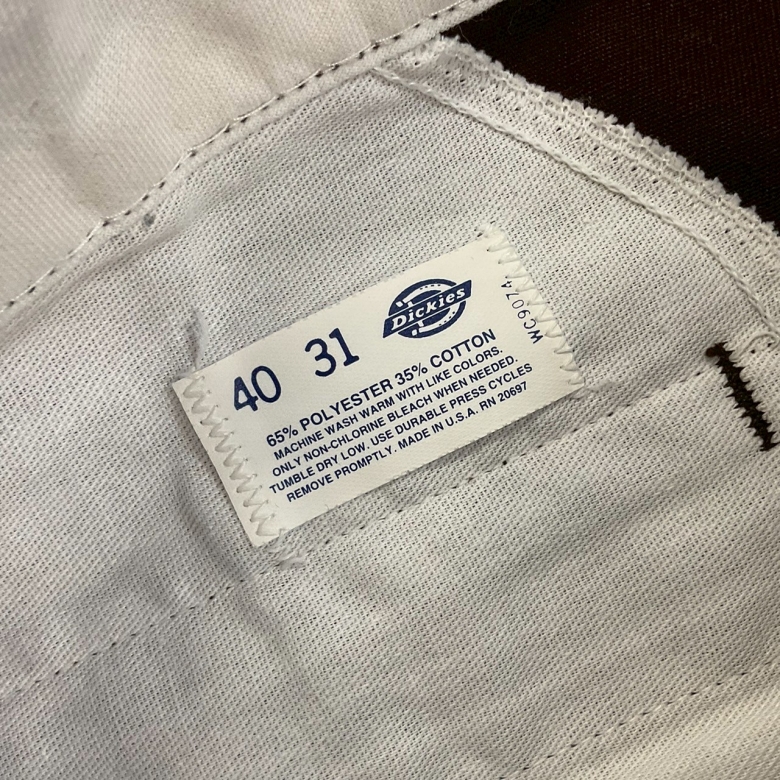 40 31 Dickies
65% POLYESTER 35% COTTON
MACHINE WASH WARM WITH LIKE COLORS.
ONLY NON-CHLORINE BLEACH WHEN NEEDED.
TUMBLE DRY LOW. USE DURABLE PRESS CYCLES
REMOVE PROMPTLY. MADE IN U.S.A. RN 20697
WC9074